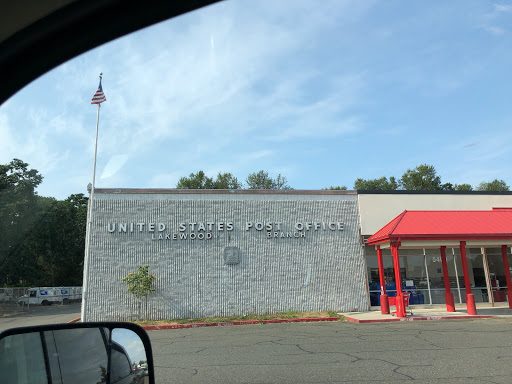 UNITED STATES POST OFFICE
LAKEWOOD BRANCH